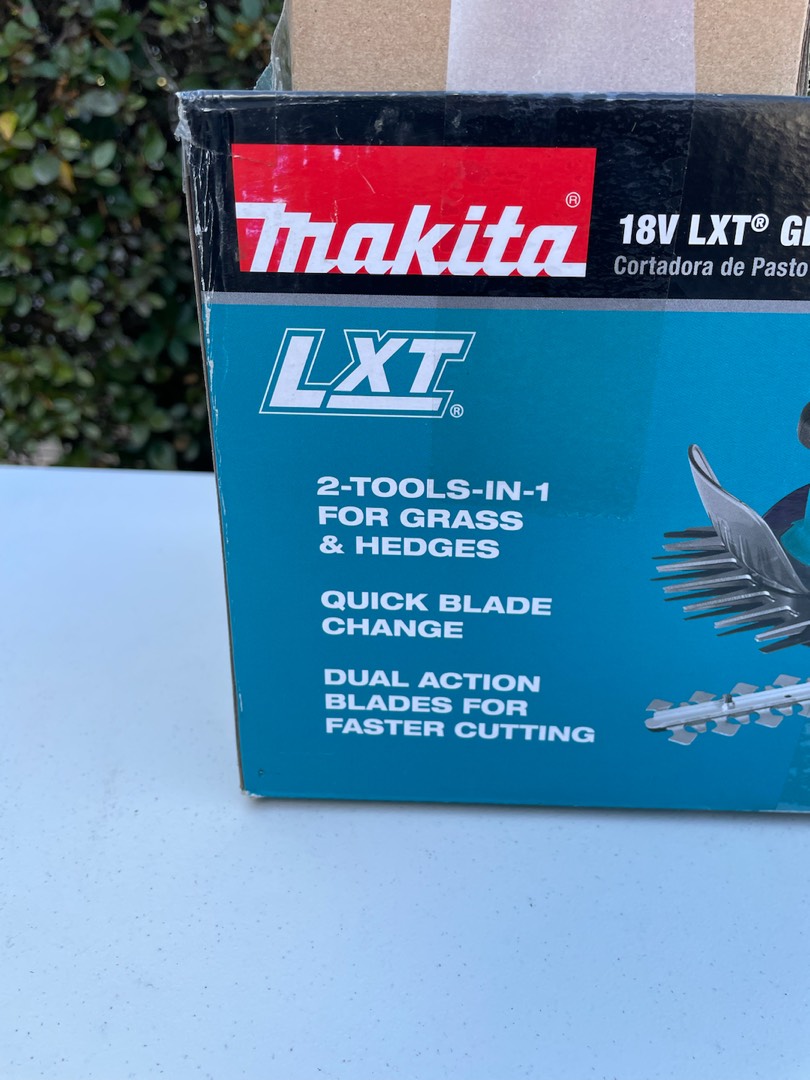 makita®
18V LXT®
Cortadora de Pasto
LXT®
2-TOOLS-IN-1
FOR GRASS
& HEDGES
QUICK BLADE
CHANGE
DUAL ACTION
BLADES FOR
FASTER CUTTING